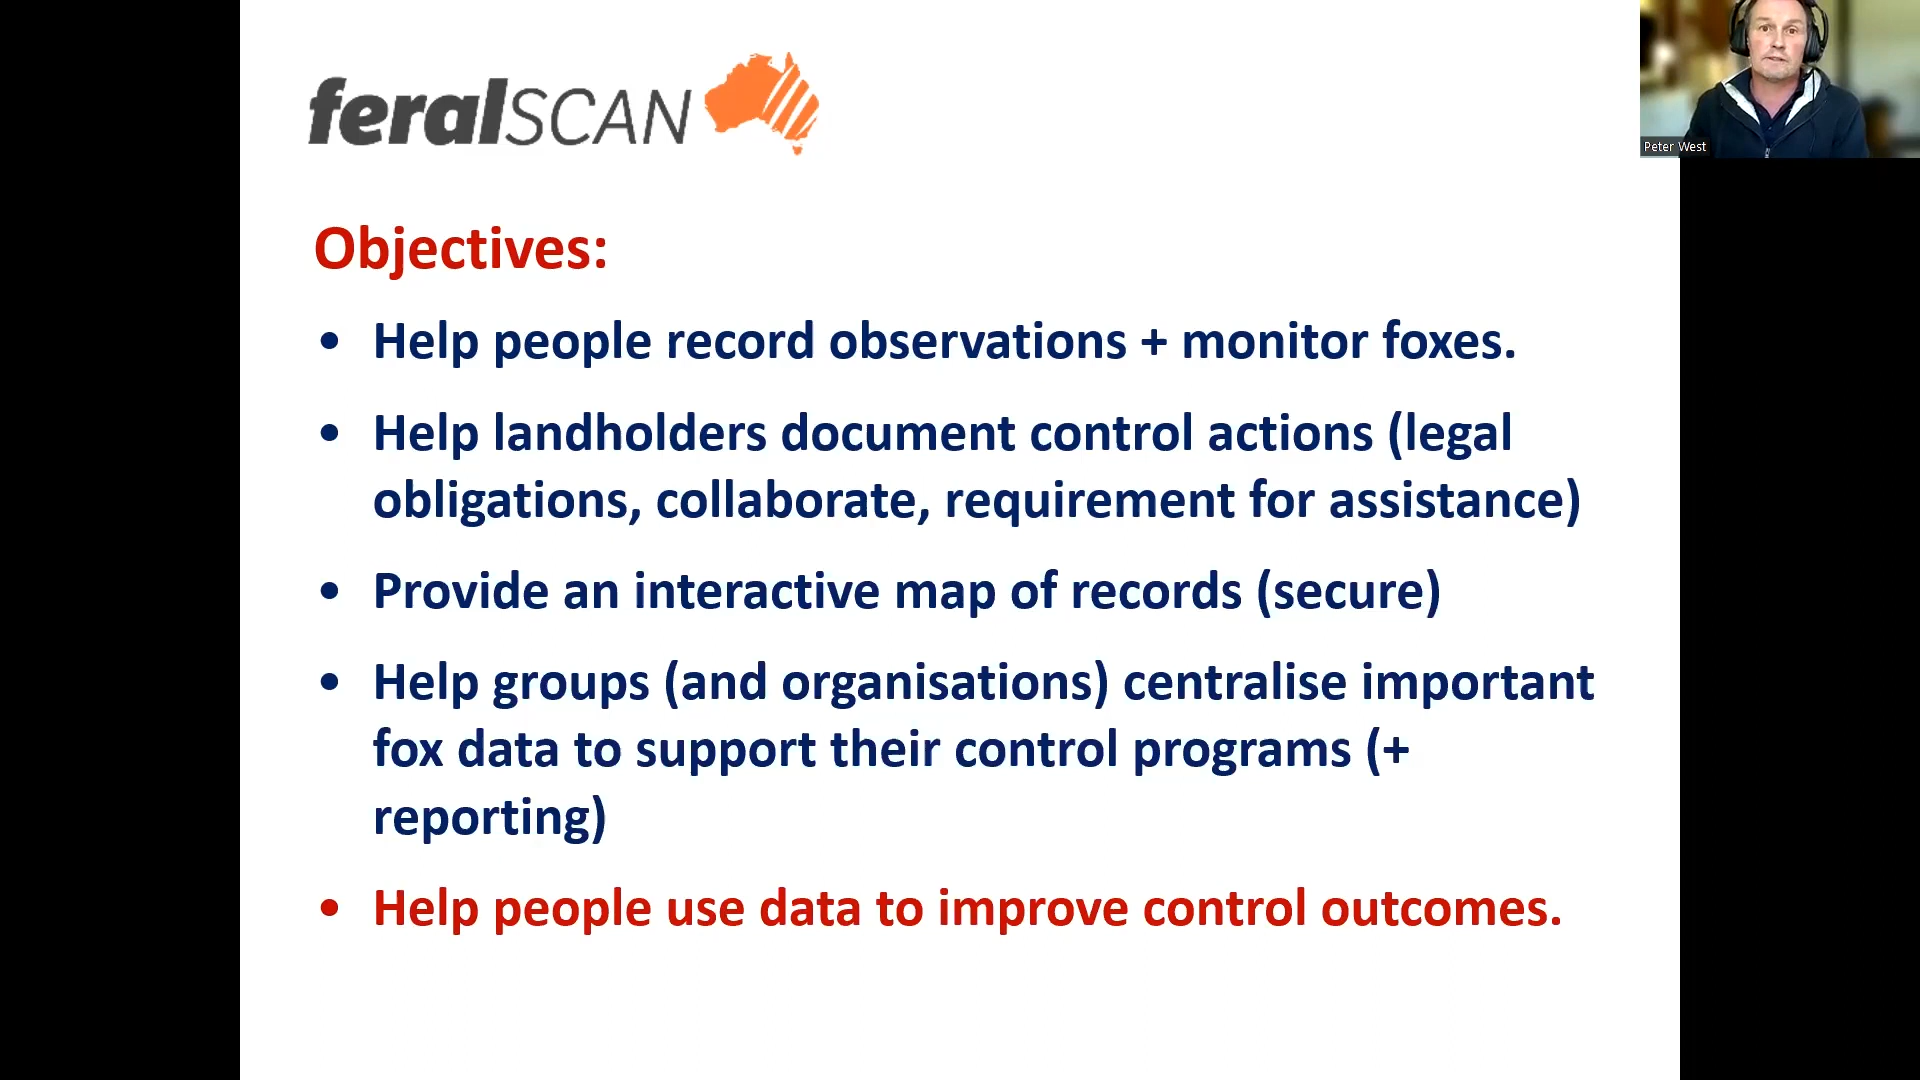 feralSCAN
Peter West
Objectives:
• Help people record observations + monitor foxes.
• Help landholders document control actions (legal
obligations, collaborate, requirement for assistance)
• Provide an interactive map of records (secure)
• Help groups (and organisations) centralise important
fox data to support their control programs (+
reporting)
• Help people use data to improve control outcomes.